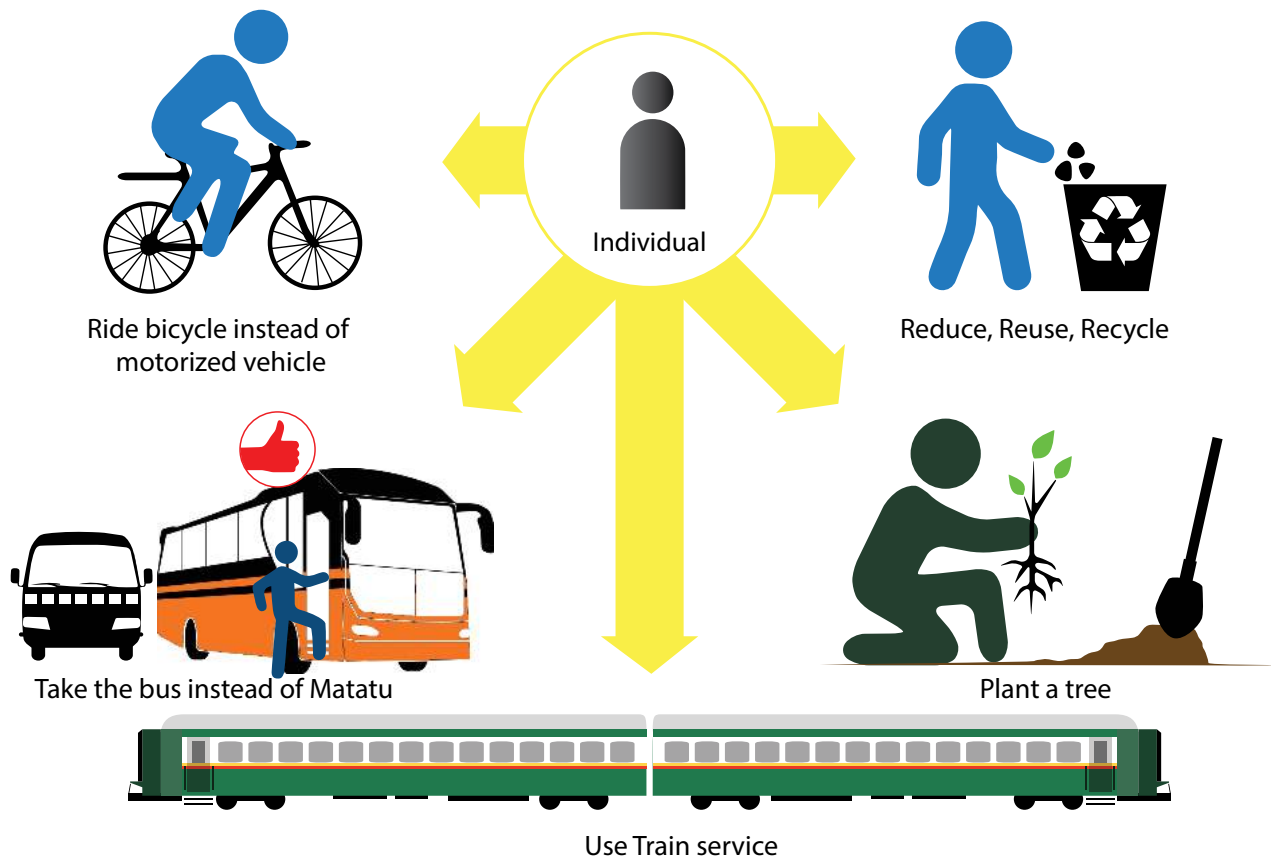 Individual
Ride bicycle instead of
motorized vehicle
Reduce, Reuse, Recycle
Take the bus instead of Matatu
Plant a tree
Use Train service